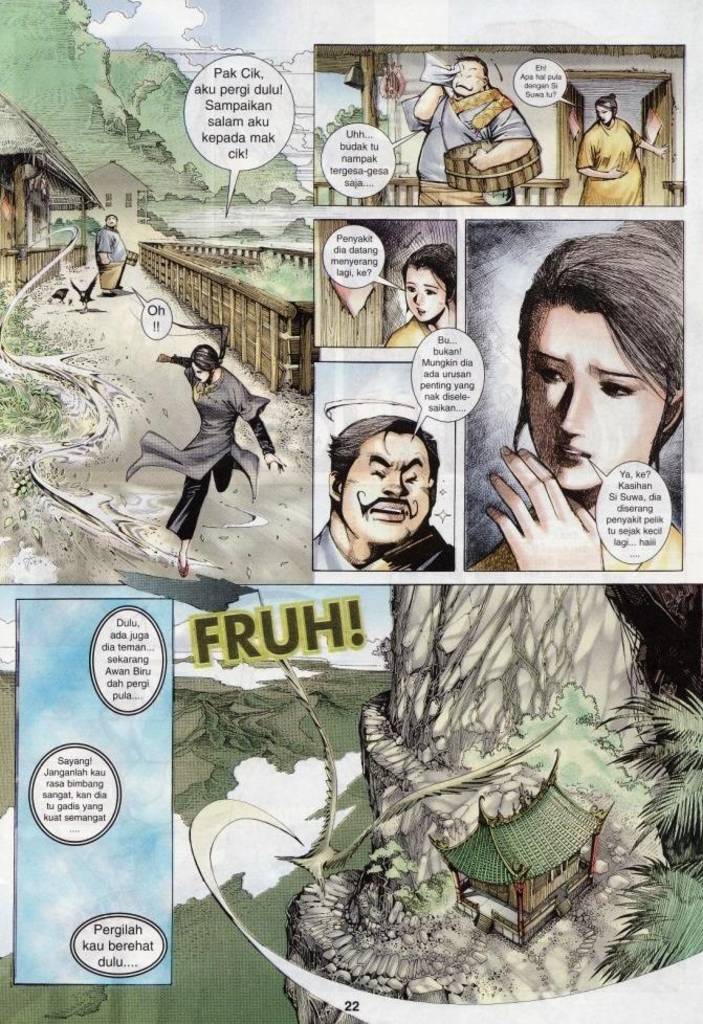 Pak Cik,
aku pergi dulu!
Sampaikan
salam aku
kepada mak
cik!
Oh
!!
Uhh...
budak tu
nampak
tergesa-gesa
saja....
Eh!
Apa hal pula
dengan Si
Suwa tu?
Penyakit
dia datang
menyerang
lagi, ke?
Bu...
bukan!
Mungkin dia
ada urusan
penting yang
nak disele-
saikan....
Ya, ke?
Kasihan
Si Suwa, dia
diserang
penyakit pelik
tu sejak kecil
lagi... haiii
....
Dulu,
ada juga
dia teman...
sekarang
Awan Biru
dah pergi
pula....
FRUH!
Sayang!
Janganlah kau
rasa bimbang
sangat, kan dia
tu gadis yang
kuat semangat
....
Pergilah
kau berehat
dulu....
22